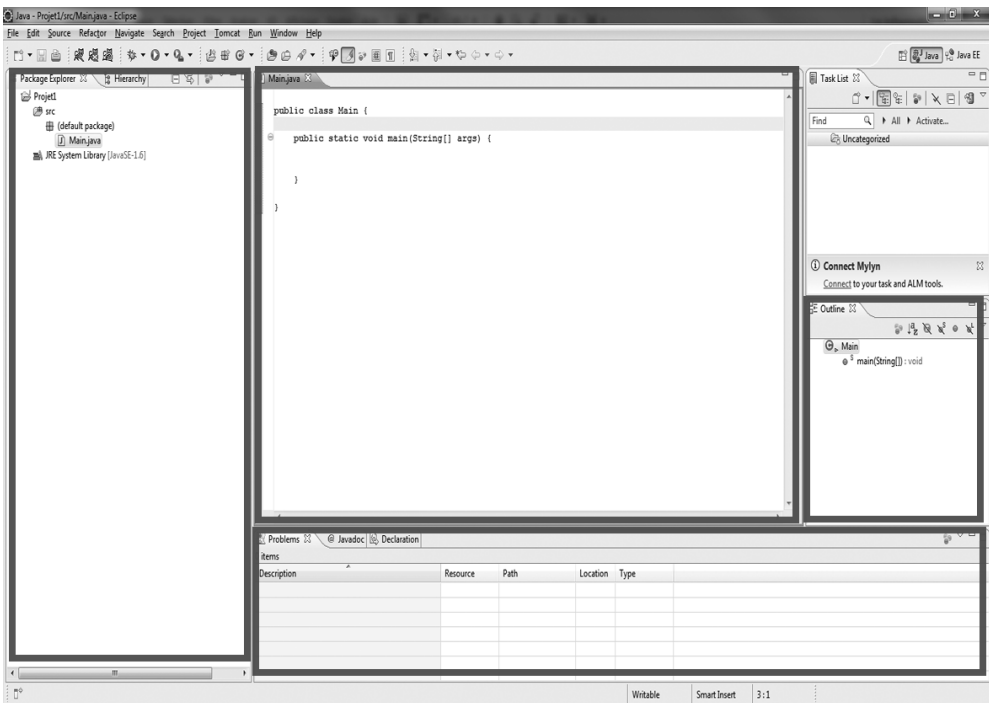 Java - Projet1/src/Main.java - Eclipse
File Edit Source Refactor Navigate Search Project Tomcat Run Window Help
Java Java EE
Package Explorer Hierarchy
Projet1
src
(default package)
Main.java
JRE System Library [JavaSE-1.6]
Main.java
public class Main {
public static void main(String[] args) {
}
}
Task List
Find All Activate...
Uncategorized
Connect Mylyn
Connect to your task and ALM tools.
Outline
Main
main(String[]) : void
Problems @ Javadoc Declaration
items
Description Resource Path Location Type
Writable Smart Insert 3 : 1